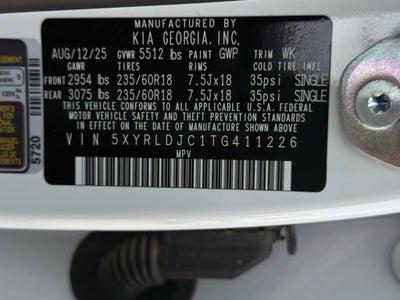 MANUFACTURED BY
KIA GEORGIA, INC.
AUG/12/25 GVWR 5512 lbs PAINT GWP TRIM WK
GAWR TIRES RIMS COLD TIRE INF.
FRONT 2954 lbs 235/60R18 7.5JX18 35psi SINGLE
REAR 3075 lbs 235/60R18 7.5JX18 35psi SINGLE
THIS VEHICLE CONFORMS TO ALL APPLICABLE U.S.A. FEDERAL MOTOR
VEHICLE SAFETY, BUMPER, AND THEFT PREVENTION STANDARDS IN
EFFECT ON THE DATE OF MANUFACTURE SHOWN ABOVE.
VIN 5XYRLDJC1TG411226
MPV
5720